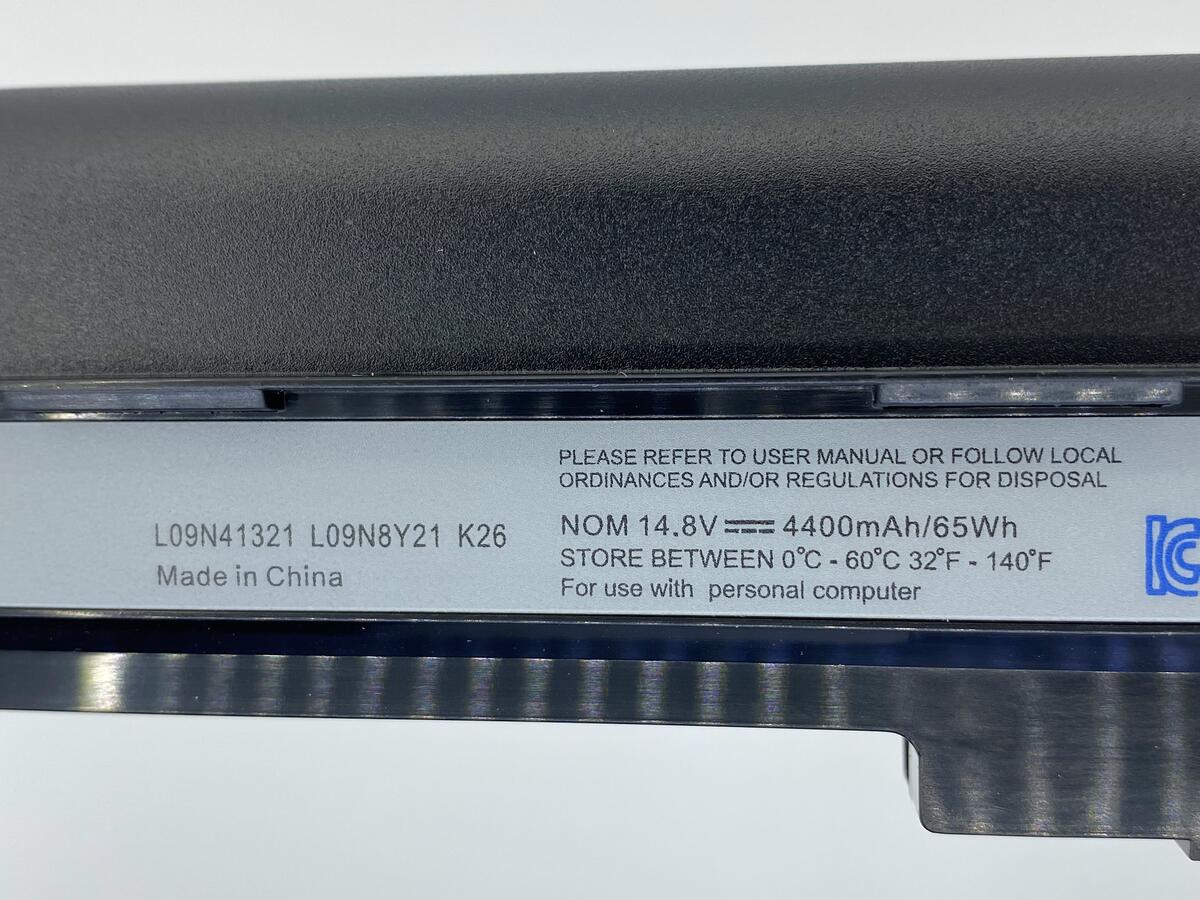 PLEASE REFER TO USER MANUAL OR FOLLOW LOCAL
ORDINANCES AND/OR REGULATIONS FOR DISPOSAL
L09N41321 L09N8Y21 K26
Made in China
NOM 14.8V⎓4400mAh/65Wh
STORE BETWEEN 0°C - 60°C 32°F - 140°F
For use with personal computer